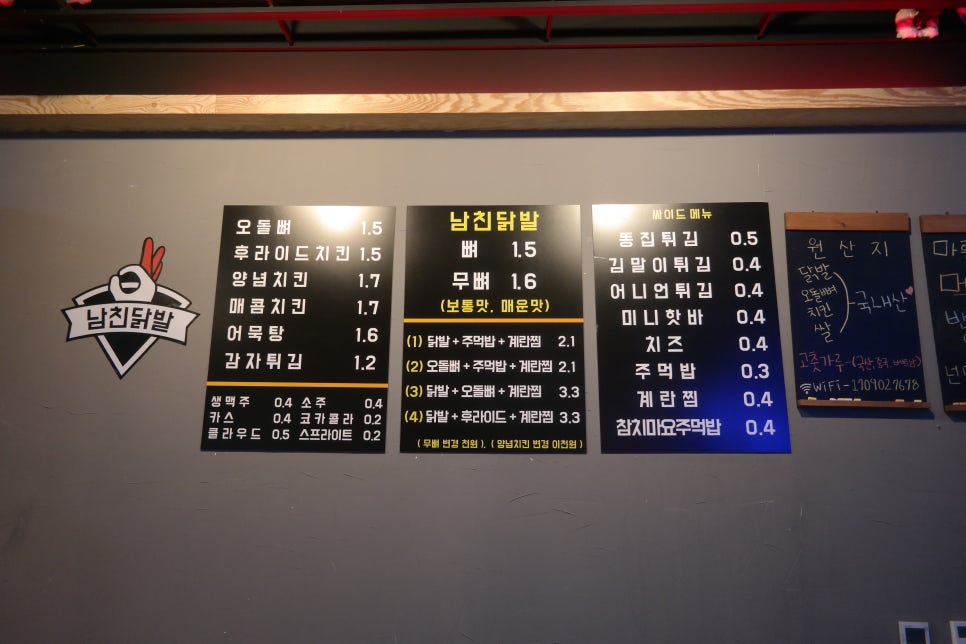 남친닭발
오돌뼈 1.5
후라이드치킨 1.5
양념치킨 1.7
매콤치킨 1.7
어묵탕 1.6
감자튀김 1.2
생맥주 0.4 소주 0.4
카스 0.4 코카콜라 0.2
클라우드 0.5 스프라이트 0.2
남친닭발
뼈 1.5
무뼈 1.6
(보통맛, 매운맛)
(1) 닭발+주먹밥+계란찜 2.1
(2) 오돌뼈+주먹밥+계란찜 2.1
(3) 닭발+오돌뼈+계란찜 3.3
(4) 닭발+후라이드+계란찜 3.3
( 무뼈 변경 천원 ), ( 양념치킨 변경 이천원 )
싸이드메뉴
똥집튀김 0.5
김말이튀김 0.4
어니언튀김 0.4
미니핫바 0.4
치즈 0.4
주먹밥 0.3
계란찜 0.4
참치마요주먹밥 0.4
원산지
닭발
오돌뼈
치킨
쌀
국내산
고춧가루-(국산,중국,베트남)
WiFi-1709027678